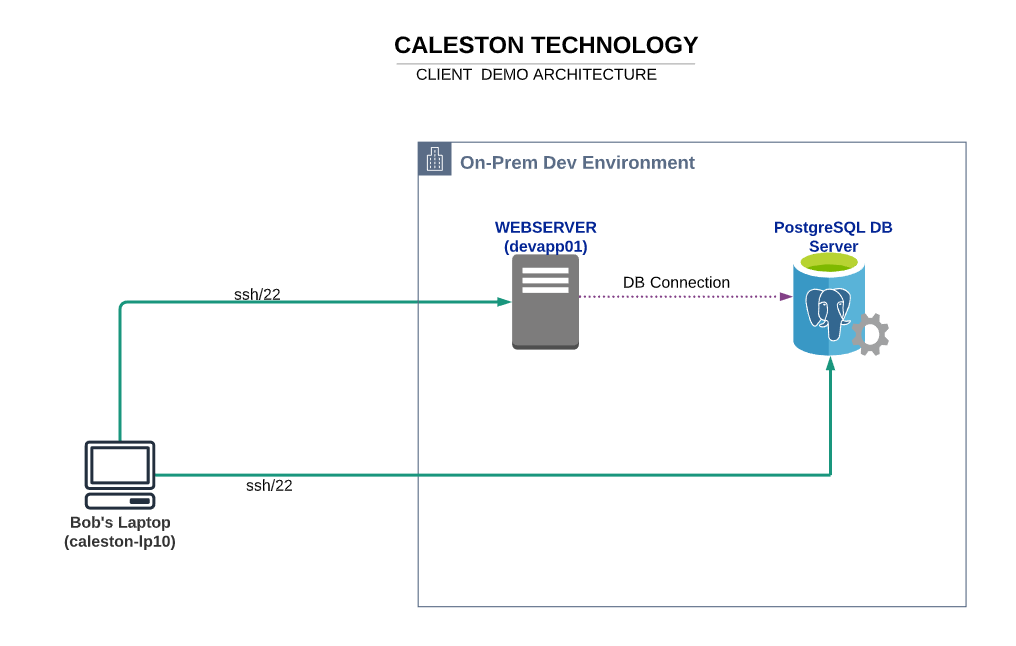 CALESTON TECHNOLOGY
CLIENT DEMO ARCHITECTURE
On-Prem Dev Environment
WEBSERVER
(devapp01)
PostgreSQL DB
Server
DB Connection
ssh/22
ssh/22
Bob's Laptop
(caleston-lp10)